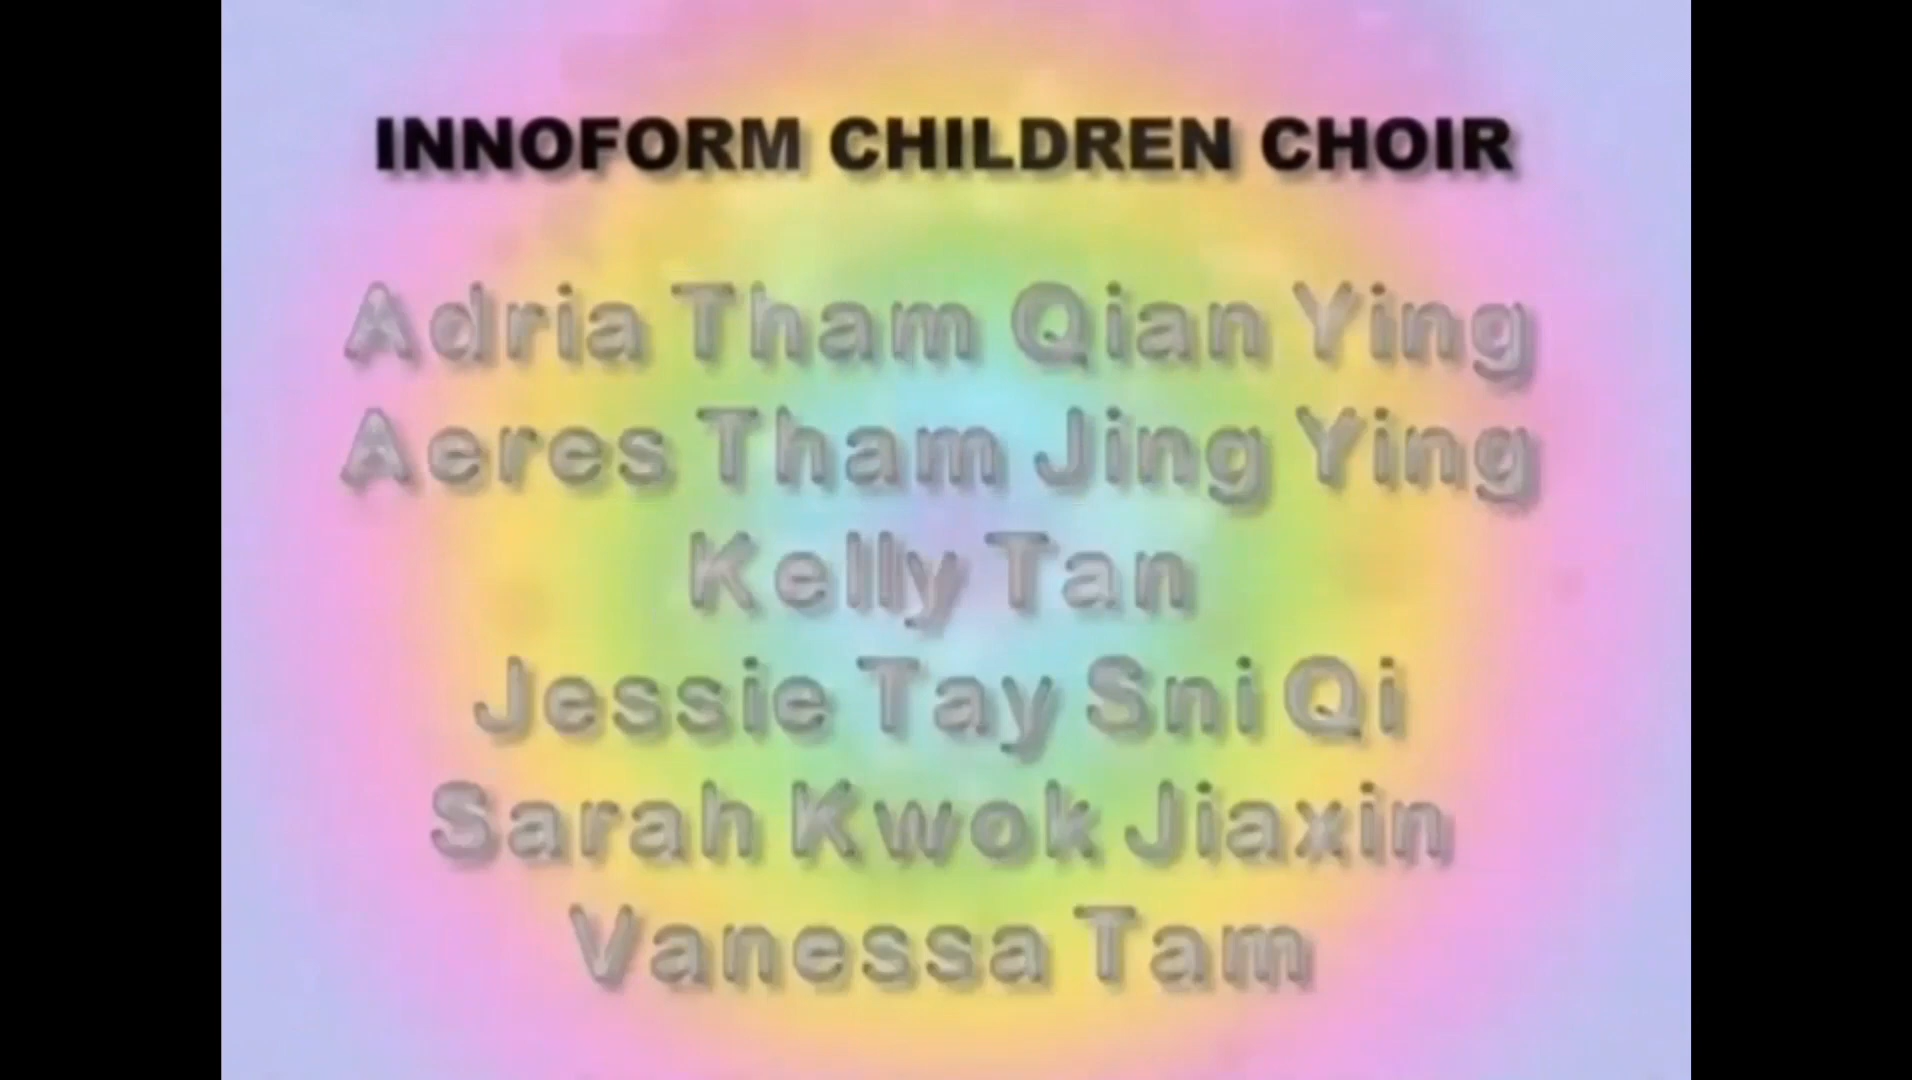 INNOFORM CHILDREN CHOIR
Adria Tham Qian Ying
Aeres Tham Jing Ying
Kelly Tan
Jessie Tay Sni Qi
Sarah Kwok Jiaxin
Vanessa Tam